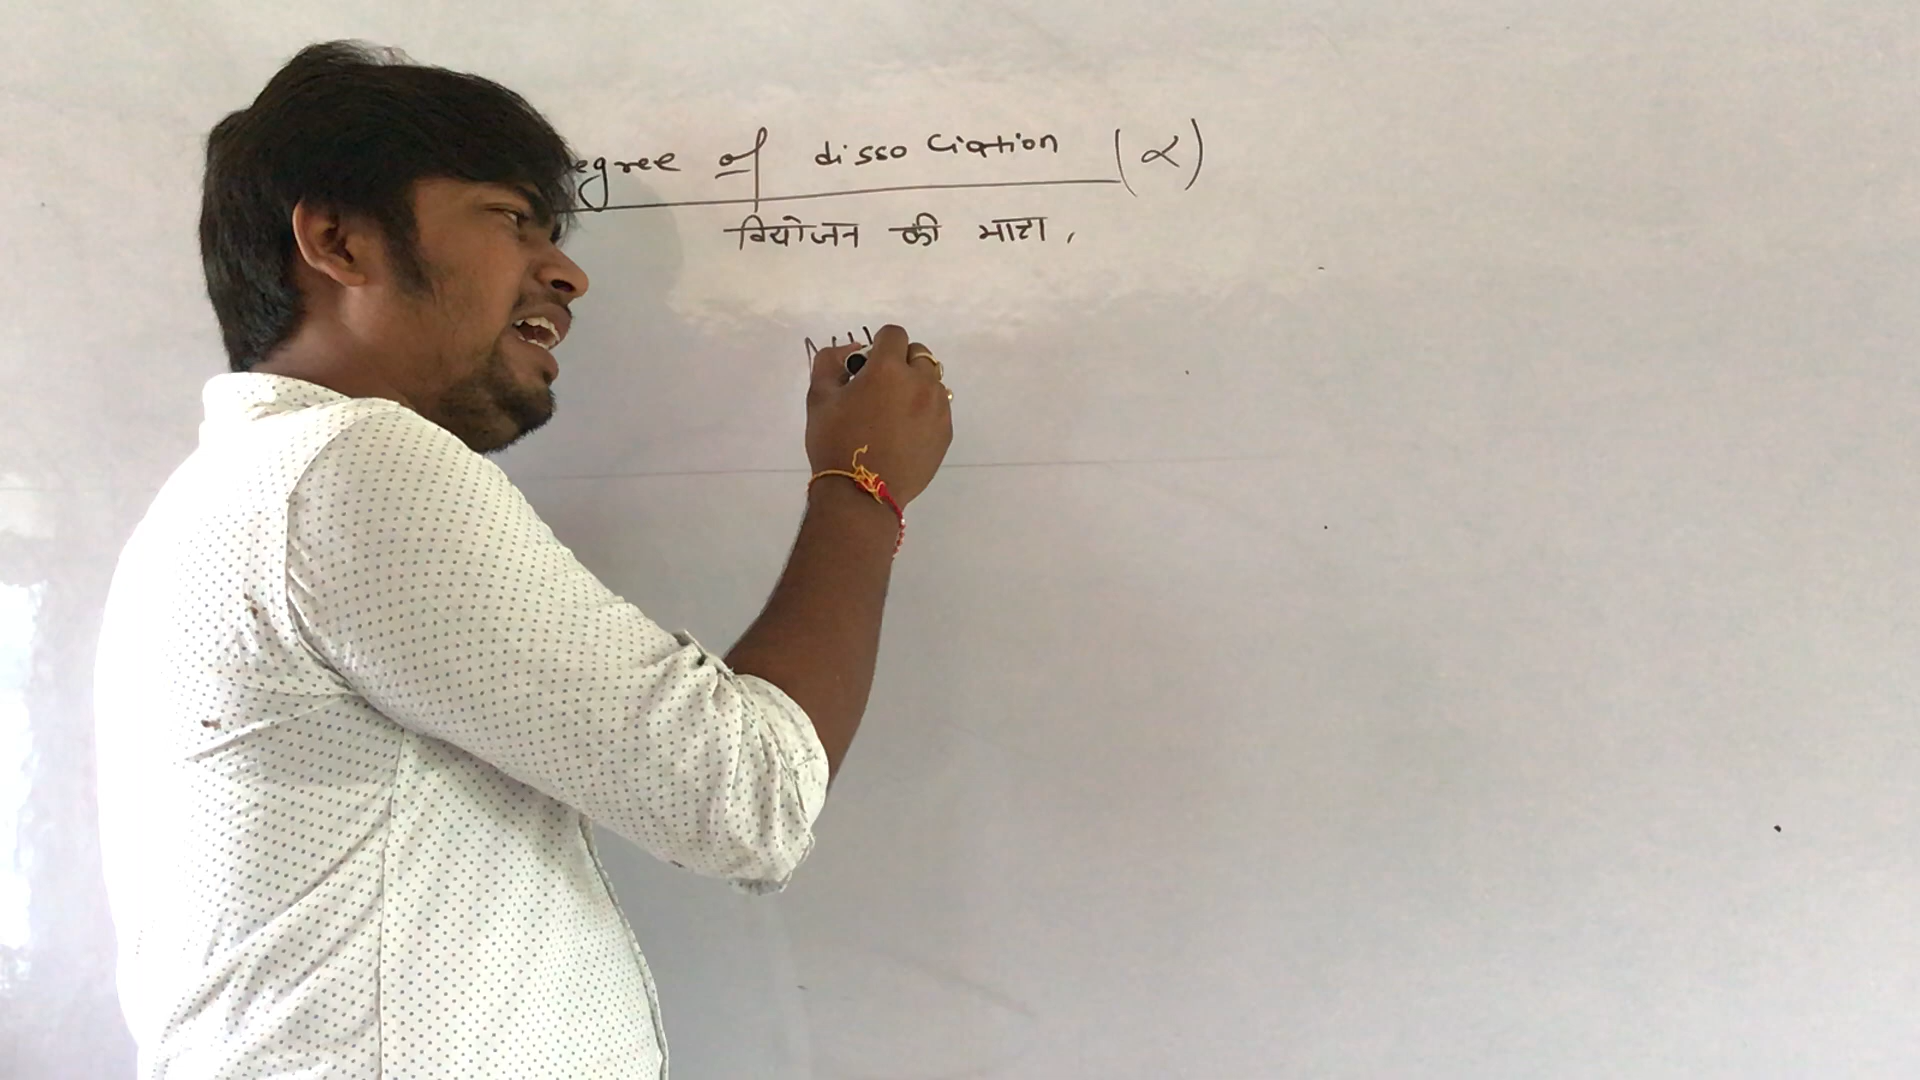 egree of dissociation (α)
वियोजन की मात्रा,